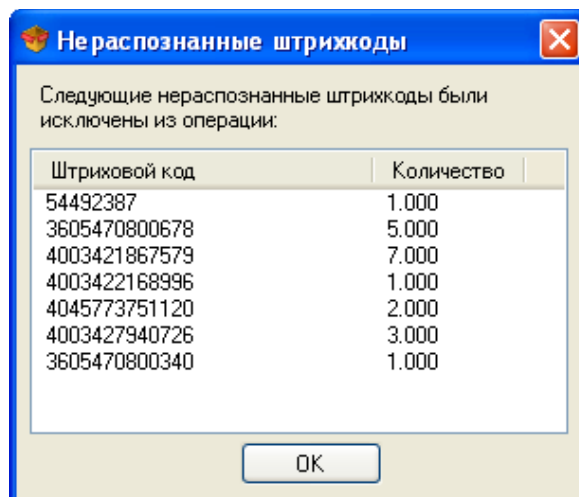 Нераспознанные штрихкоды
Следующие нераспознанные штрихкоды были
исключены из операции:
Штриховой код Количество
54492387 1.000
3605470800678 5.000
4003421867579 7.000
4003422168996 1.000
4045773751120 2.000
4003427940726 3.000
3605470800340 1.000
OK